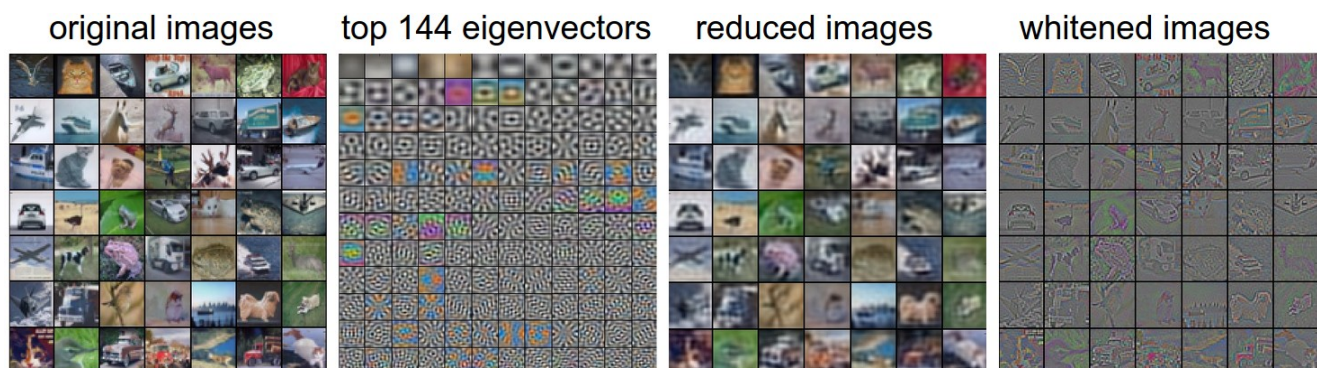 original images
top 144 eigenvectors
reduced images
whitened images